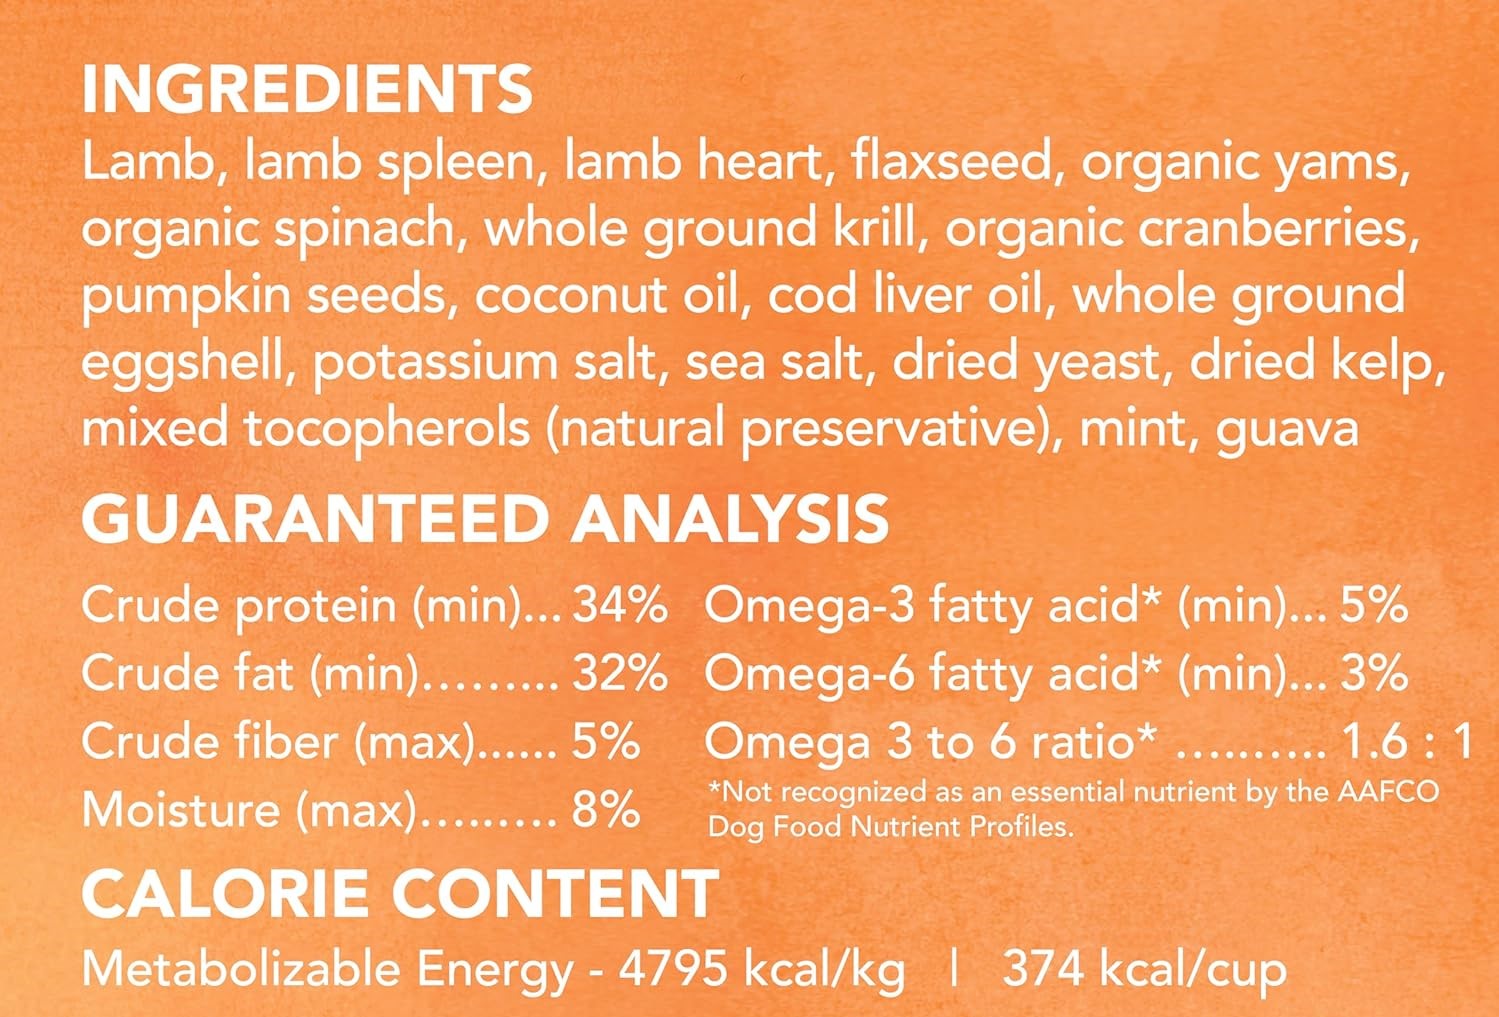 INGREDIENTS
Lamb, lamb spleen, lamb heart, flaxseed, organic yams,
organic spinach, whole ground krill, organic cranberries,
pumpkin seeds, coconut oil, cod liver oil, whole ground
eggshell, potassium salt, sea salt, dried yeast, dried kelp,
mixed tocopherols (natural preservative), mint, guava
GUARANTEED ANALYSIS
Crude protein (min)... 34%
Crude fat (min)......... 32%
Crude fiber (max)...... 5%
Moisture (max).......... 8%
Omega-3 fatty acid* (min)... 5%
Omega-6 fatty acid* (min)... 3%
Omega 3 to 6 ratio* ........... 1.6 : 1
*Not recognized as an essential nutrient by the AAFCO
Dog Food Nutrient Profiles.
CALORIE CONTENT
Metabolizable Energy - 4795 kcal/kg | 374 kcal/cup